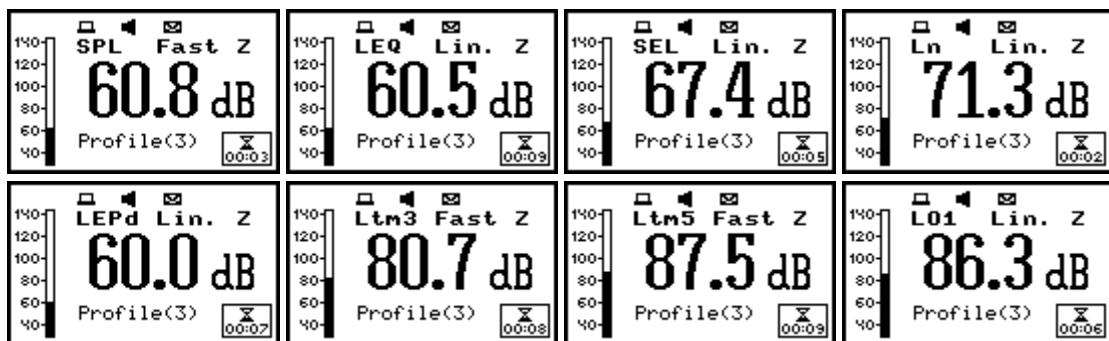 SPL Fast Z
140
120
100
80
60
40
60.8 dB
Profile(3)
00:03
LEQ Lin. Z
140
120
100
80
60
40
60.5 dB
Profile(3)
00:09
SEL Lin. Z
140
120
100
80
60
40
67.4 dB
Profile(3)
00:05
Ln Lin. Z
140
120
100
80
60
40
71.3 dB
Profile(3)
00:02
LEPd Lin. Z
140
120
100
80
60
40
60.0 dB
Profile(3)
00:07
Ltm3 Fast Z
140
120
100
80
60
40
80.7 dB
Profile(3)
00:08
Ltm5 Fast Z
140
120
100
80
60
40
87.5 dB
Profile(3)
00:09
L01 Lin. Z
140
120
100
80
60
40
86.3 dB
Profile(3)
00:06